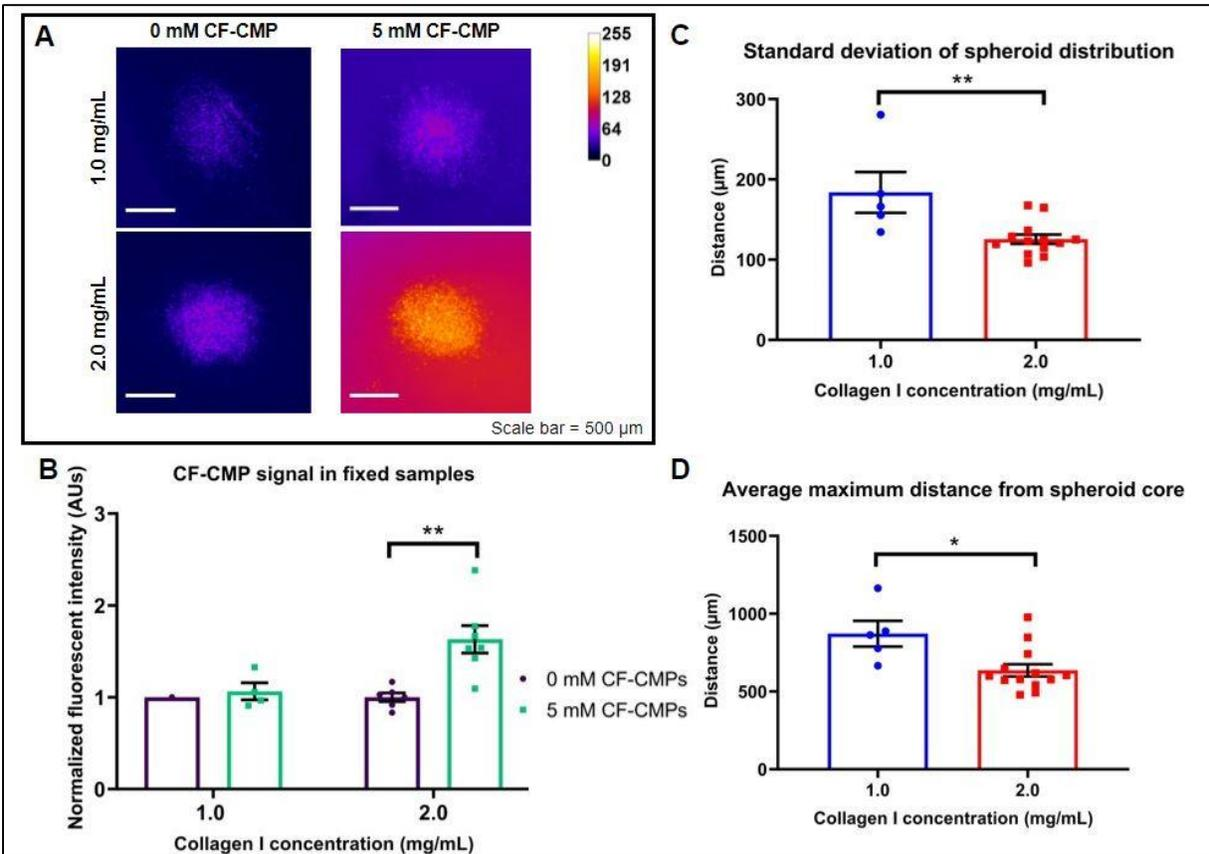 A
0 mM CF-CMP
5 mM CF-CMP
1.0 mg/mL
2.0 mg/mL
255
191
128
64
0
Scale bar = 500 µm
B
CF-CMP signal in fixed samples
Normalized fluorescent intensity (AUs)
3
2
1
0
**
1.0
2.0
Collagen I concentration (mg/mL)
0 mM CF-CMPs
5 mM CF-CMPs
C
Standard deviation of spheroid distribution
**
Distance (µm)
300
200
100
0
1.0
2.0
Collagen I concentration (mg/mL)
D
Average maximum distance from spheroid core
*
Distance (µm)
1500
1000
500
0
1.0
2.0
Collagen I concentration (mg/mL)